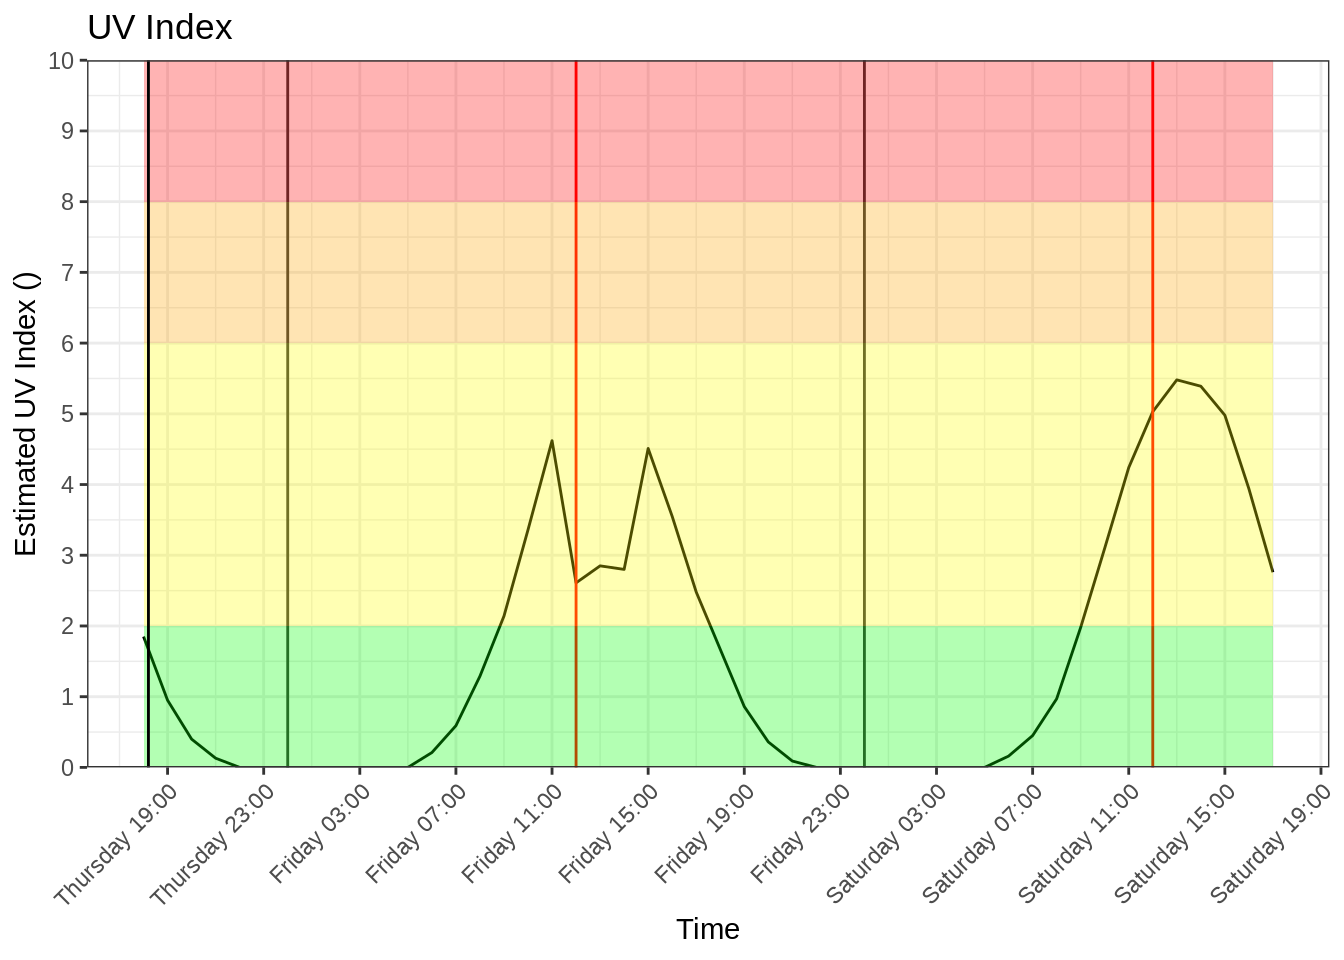 UV Index
Estimated UV Index ()
10
9
8
7
6
5
4
3
2
1
0
Thursday 19:00
Thursday 23:00
Friday 03:00
Friday 07:00
Friday 11:00
Friday 15:00
Friday 19:00
Friday 23:00
Saturday 03:00
Saturday 07:00
Saturday 11:00
Saturday 15:00
Saturday 19:00
Time